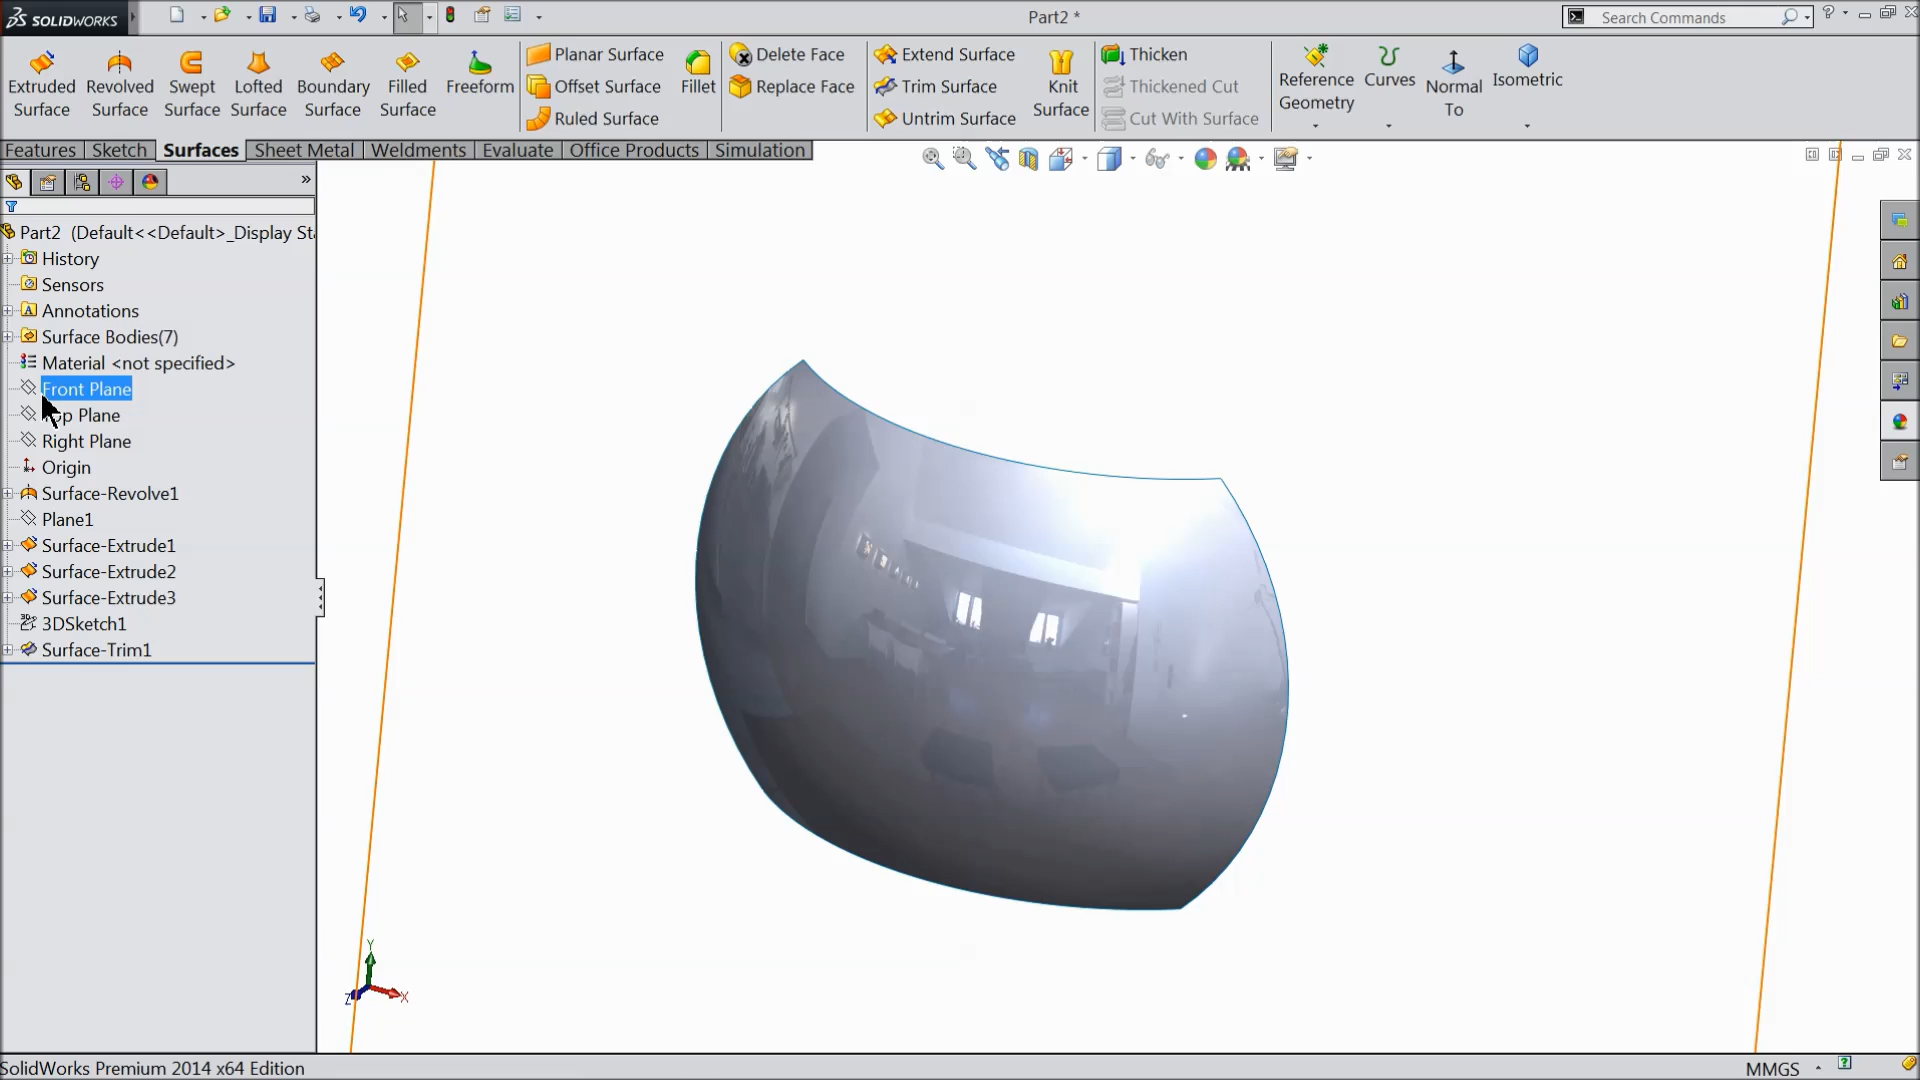 SOLIDWORKS
Part2 *
Search Commands
Extruded Surface
Revolved Surface
Swept Surface
Lofted Surface
Boundary Surface
Filled Surface
Freeform
Planar Surface
Offset Surface
Ruled Surface
Fillet
Delete Face
Replace Face
Extend Surface
Trim Surface
Untrim Surface
Knit Surface
Thicken
Thickened Cut
Cut With Surface
Reference Geometry
Curves
Normal To
Isometric
Features
Sketch
Surfaces
Sheet Metal
Weldments
Evaluate
Office Products
Simulation
Part2 (Default<<Default>_Display St
History
Sensors
Annotations
Surface Bodies(7)
Material <not specified>
Front Plane
op Plane
Right Plane
Origin
Surface-Revolve1
Plane1
Surface-Extrude1
Surface-Extrude2
Surface-Extrude3
3DSketch1
Surface-Trim1
Y
Z
X
SolidWorks Premium 2014 x64 Edition
MMGS